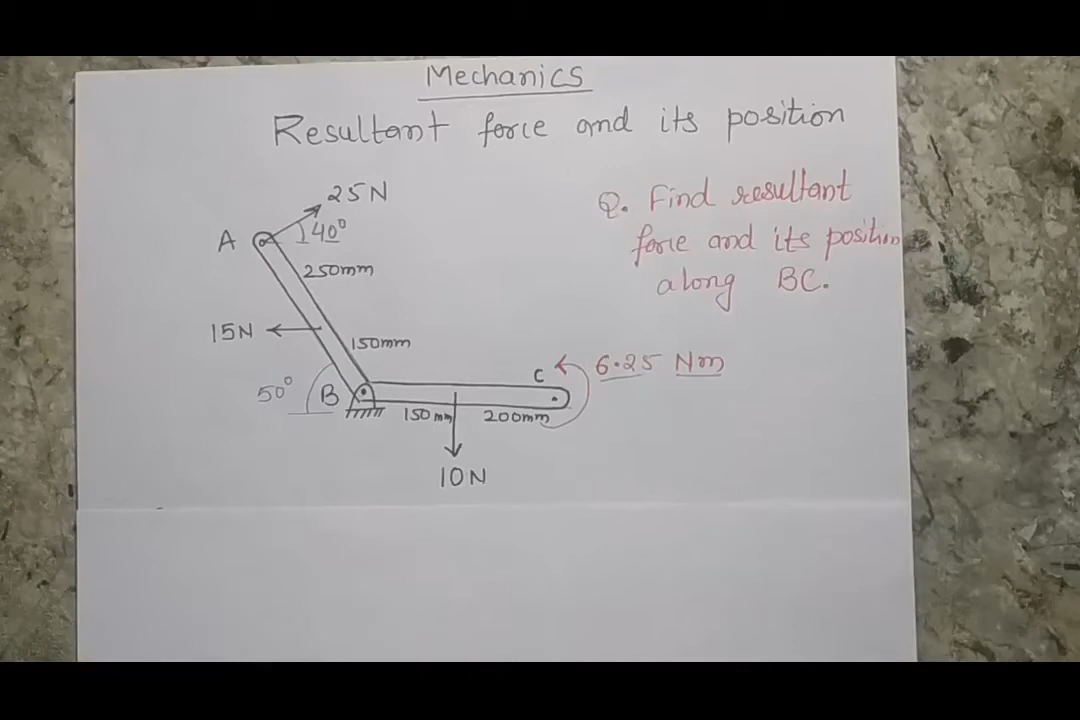 Mechanics
Resultant force and its position
25 N
A
40°
250mm
Q. Find resultant
force and its position
along BC.
15N
150mm
C
6.25 Nm
50°
B
150 mm
200mm
10N